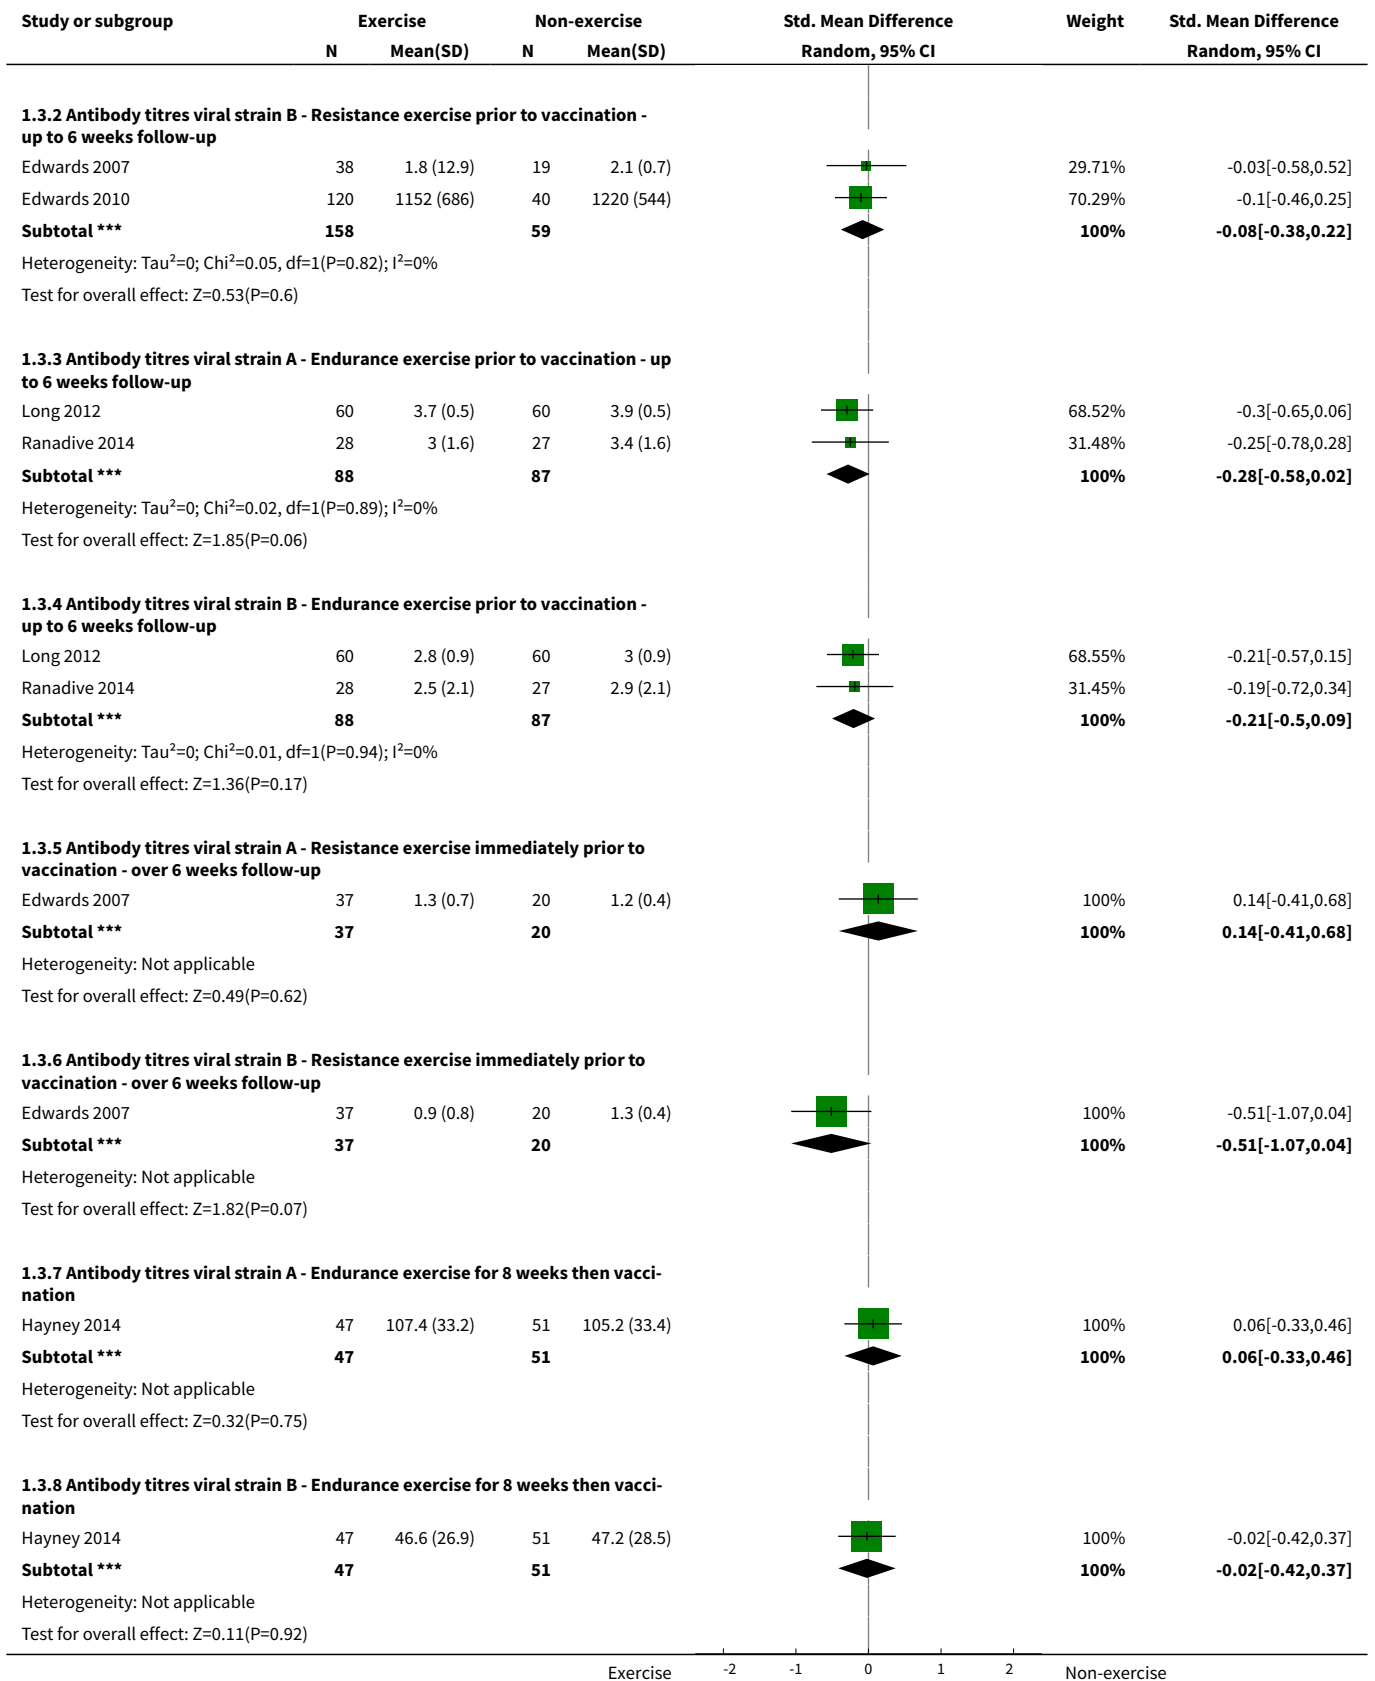 Study or subgroup Exercise Non-exercise Std. Mean Difference Weight Std. Mean Difference
N Mean(SD) N Mean(SD) Random, 95% CI Random, 95% CI
1.3.2 Antibody titres viral strain B - Resistance exercise prior to vaccination -
up to 6 weeks follow-up
Edwards 2007 38 1.8 (12.9) 19 2.1 (0.7) 29.71% -0.03[-0.58,0.52]
Edwards 2010 120 1152 (686) 40 1220 (544) 70.29% -0.1[-0.46,0.25]
Subtotal *** 158 59 100% -0.08[-0.38,0.22]
Heterogeneity: Tau²=0; Chi²=0.05, df=1(P=0.82); I²=0%
Test for overall effect: Z=0.53(P=0.6)
1.3.3 Antibody titres viral strain A - Endurance exercise prior to vaccination - up
to 6 weeks follow-up
Long 2012 60 3.7 (0.5) 60 3.9 (0.5) 68.52% -0.3[-0.65,0.06]
Ranadive 2014 28 3 (1.6) 27 3.4 (1.6) 31.48% -0.25[-0.78,0.28]
Subtotal *** 88 87 100% -0.28[-0.58,0.02]
Heterogeneity: Tau²=0; Chi²=0.02, df=1(P=0.89); I²=0%
Test for overall effect: Z=1.85(P=0.06)
1.3.4 Antibody titres viral strain B - Endurance exercise prior to vaccination -
up to 6 weeks follow-up
Long 2012 60 2.8 (0.9) 60 3 (0.9) 68.55% -0.21[-0.57,0.15]
Ranadive 2014 28 2.5 (2.1) 27 2.9 (2.1) 31.45% -0.19[-0.72,0.34]
Subtotal *** 88 87 100% -0.21[-0.5,0.09]
Heterogeneity: Tau²=0; Chi²=0.01, df=1(P=0.94); I²=0%
Test for overall effect: Z=1.36(P=0.17)
1.3.5 Antibody titres viral strain A - Resistance exercise immediately prior to
vaccination - over 6 weeks follow-up
Edwards 2007 37 1.3 (0.7) 20 1.2 (0.4) 100% 0.14[-0.41,0.68]
Subtotal *** 37 20 100% 0.14[-0.41,0.68]
Heterogeneity: Not applicable
Test for overall effect: Z=0.49(P=0.62)
1.3.6 Antibody titres viral strain B - Resistance exercise immediately prior to
vaccination - over 6 weeks follow-up
Edwards 2007 37 0.9 (0.8) 20 1.3 (0.4) 100% -0.51[-1.07,0.04]
Subtotal *** 37 20 100% -0.51[-1.07,0.04]
Heterogeneity: Not applicable
Test for overall effect: Z=1.82(P=0.07)
1.3.7 Antibody titres viral strain A - Endurance exercise for 8 weeks then vacci-
nation
Hayney 2014 47 107.4 (33.2) 51 105.2 (33.4) 100% 0.06[-0.33,0.46]
Subtotal *** 47 51 100% 0.06[-0.33,0.46]
Heterogeneity: Not applicable
Test for overall effect: Z=0.32(P=0.75)
1.3.8 Antibody titres viral strain B - Endurance exercise for 8 weeks then vacci-
nation
Hayney 2014 47 46.6 (26.9) 51 47.2 (28.5) 100% -0.02[-0.42,0.37]
Subtotal *** 47 51 100% -0.02[-0.42,0.37]
Heterogeneity: Not applicable
Test for overall effect: Z=0.11(P=0.92)
Exercise -2 -1 0 1 2 Non-exercise